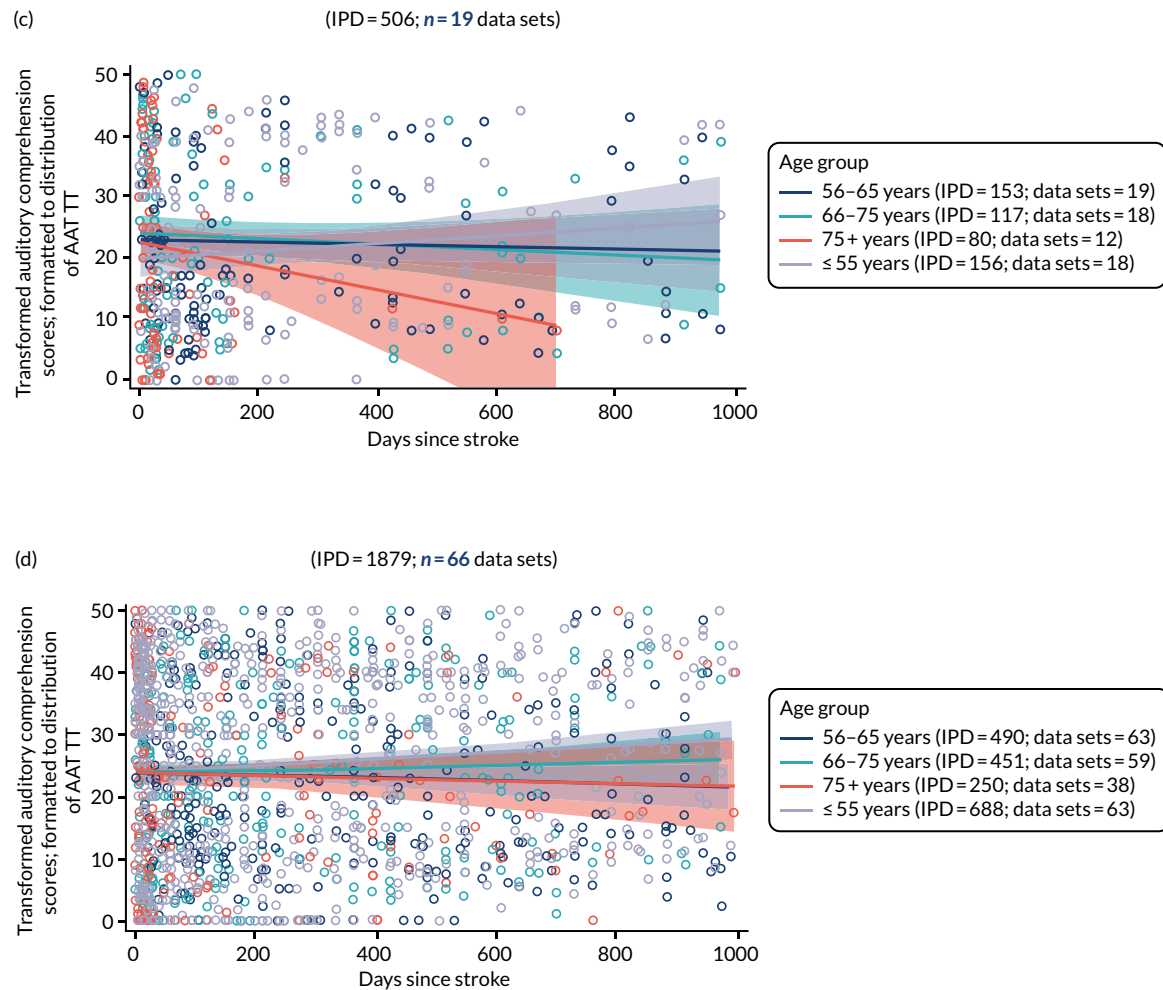 (c)
(IPD = 506; n = 19 data sets)
Transformed auditory comprehension
scores; formatted to distribution
of AAT TT
50
40
30
20
10
0
0 200 400 600 800 1000
Days since stroke
Age group
56–65 years (IPD = 153; data sets = 19)
66–75 years (IPD = 117; data sets = 18)
75+ years (IPD = 80; data sets = 12)
≤ 55 years (IPD = 156; data sets = 18)
(d)
(IPD = 1879; n = 66 data sets)
Transformed auditory comprehension
scores; formatted to distribution
of AAT TT
50
40
30
20
10
0
0 200 400 600 800 1000
Days since stroke
Age group
56–65 years (IPD = 490; data sets = 63)
66–75 years (IPD = 451; data sets = 59)
75+ years (IPD = 250; data sets = 38)
≤ 55 years (IPD = 688; data sets = 63)